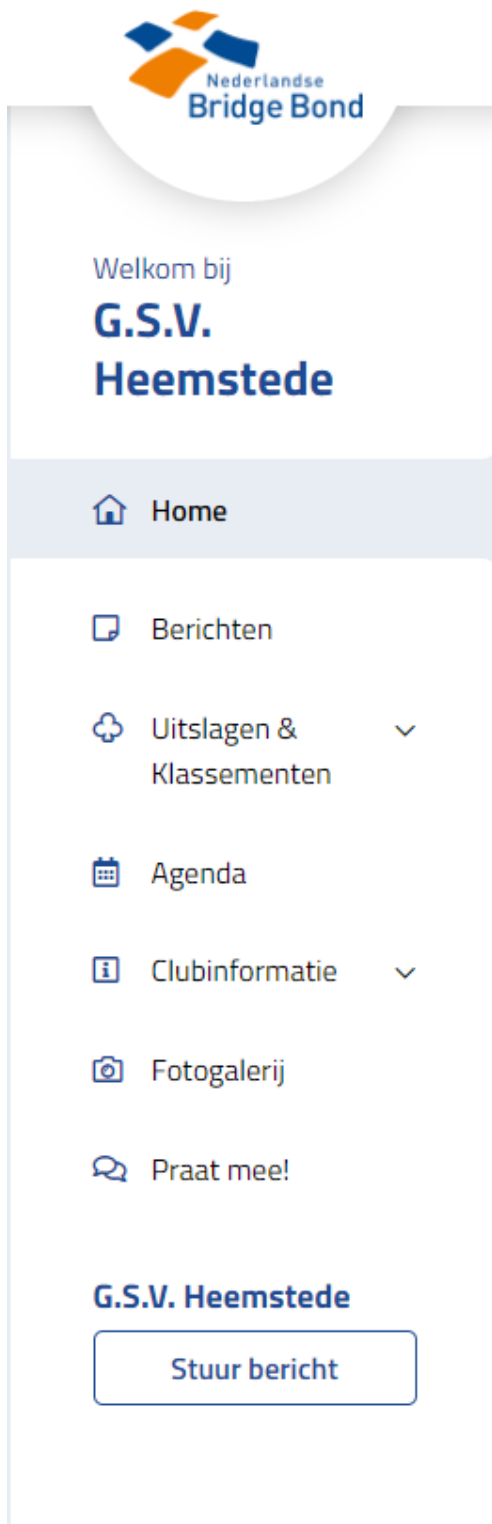 Nederlandse
Bridge Bond
Welkom bij
G.S.V.
Heemstede
Home
Berichten
Uitslagen &
Klassementen
Agenda
Clubinformatie
Fotogalerij
Praat mee!
G.S.V. Heemstede
Stuur bericht